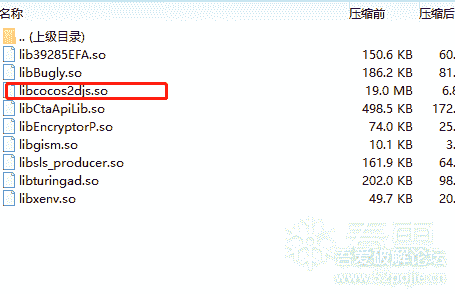 名称 压缩前 压缩后
.. (上级目录)
lib39285EFA.so 150.6 KB 60.
libBugly.so 186.2 KB 81.
libcocos2djs.so 19.0 MB 6.8
libCtaApiLib.so 498.5 KB 172.
libEncryptorP.so 74.0 KB 25.
libgism.so 10.1 KB 3.
libsls_producer.so 161.9 KB 64.
libturingad.so 202.0 KB 98.
libxenv.so 49.7 KB 20.
吾爱破解论坛
www.52pojie.cn